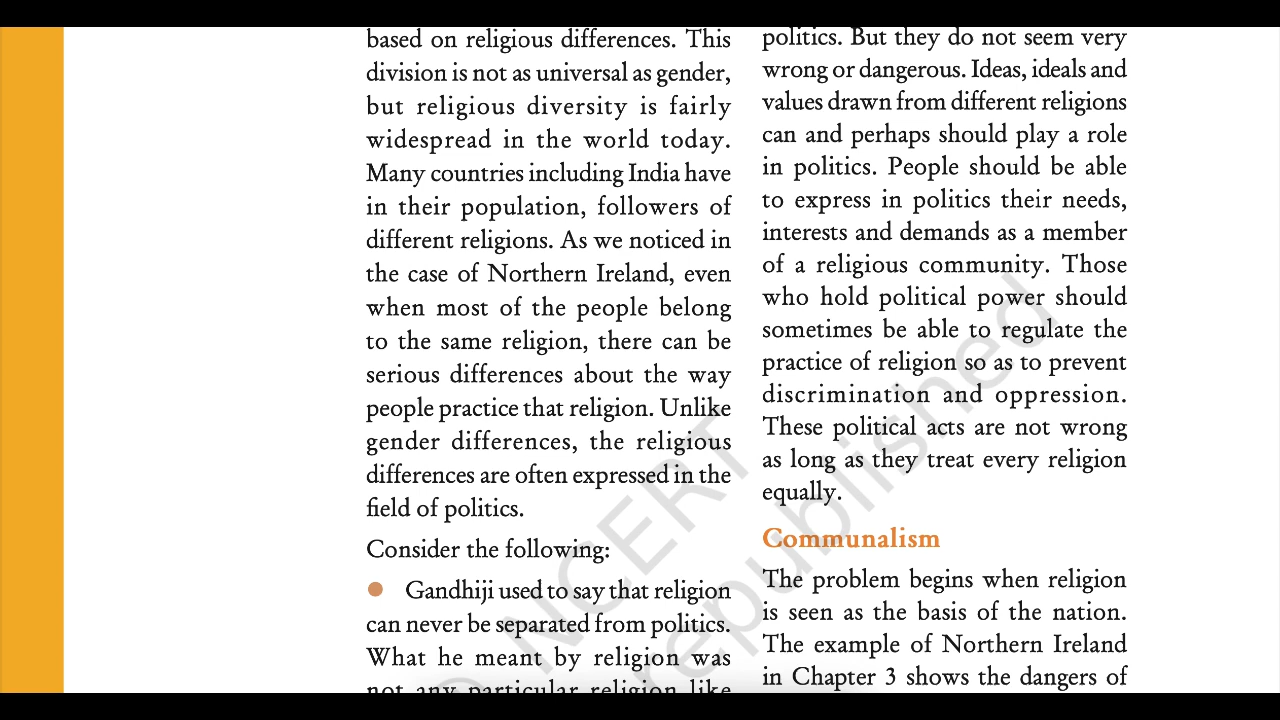 based on religious differences. This
division is not as universal as gender,
but religious diversity is fairly
widespread in the world today.
Many countries including India have
in their population, followers of
different religions. As we noticed in
the case of Northern Ireland, even
when most of the people belong
to the same religion, there can be
serious differences about the way
people practice that religion. Unlike
gender differences, the religious
differences are often expressed in the
field of politics.
Consider the following:
● Gandhiji used to say that religion
can never be separated from politics.
What he meant by religion was
not any particular religion like
politics. But they do not seem very
wrong or dangerous. Ideas, ideals and
values drawn from different religions
can and perhaps should play a role
in politics. People should be able
to express in politics their needs,
interests and demands as a member
of a religious community. Those
who hold political power should
sometimes be able to regulate the
practice of religion so as to prevent
discrimination and oppression.
These political acts are not wrong
as long as they treat every religion
equally.
Communalism
The problem begins when religion
is seen as the basis of the nation.
The example of Northern Ireland
in Chapter 3 shows the dangers of
© NCERT
republished